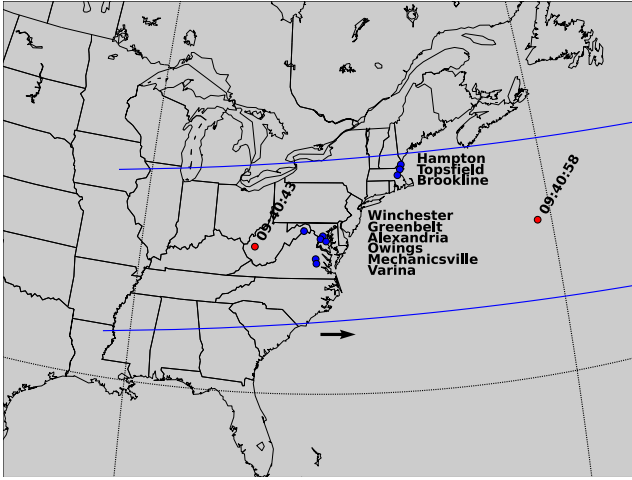 Hampton
Topsfield
Brookline
09:40:43
09:40:58
Winchester
Greenbelt
Alexandria
Owings
Mechanicsville
Varina